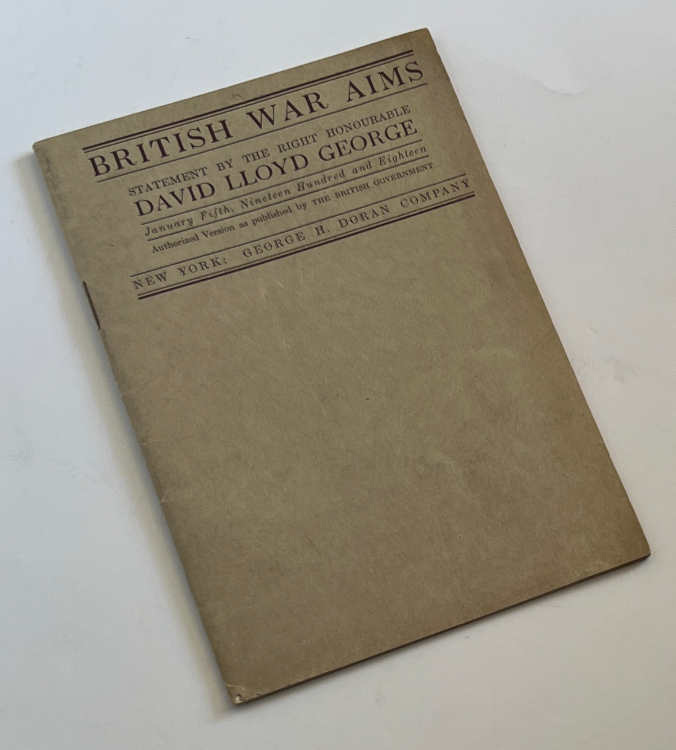 BRITISH WAR AIMS
STATEMENT BY THE RIGHT HONOURABLE
DAVID LLOYD GEORGE
January Fifth, Nineteen Hundred and Eighteen
Authorized Version as published by THE BRITISH GOVERNMENT
NEW YORK: GEORGE H. DORAN COMPANY